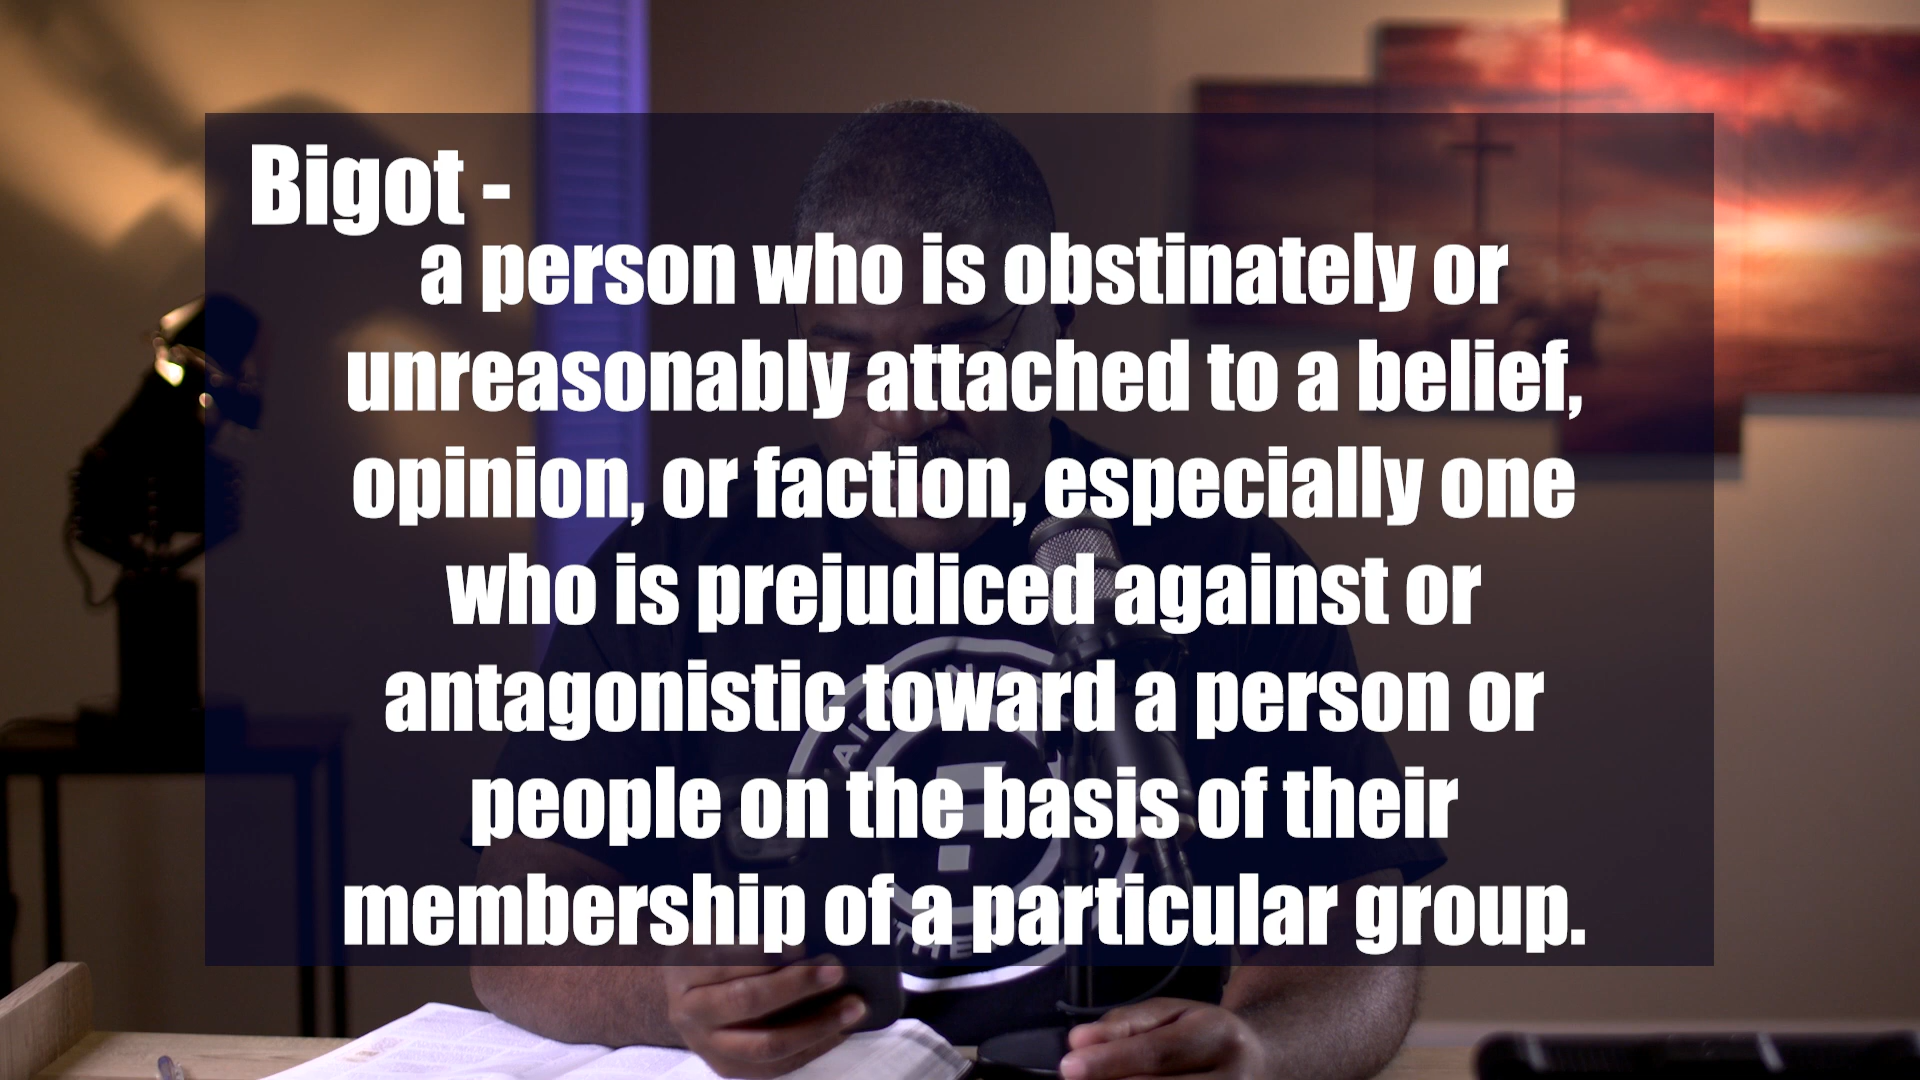 Bigot -
a person who is obstinately or
unreasonably attached to a belief,
opinion, or faction, especially one
who is prejudiced against or
antagonistic toward a person or
people on the basis of their
membership of a particular group.
THE